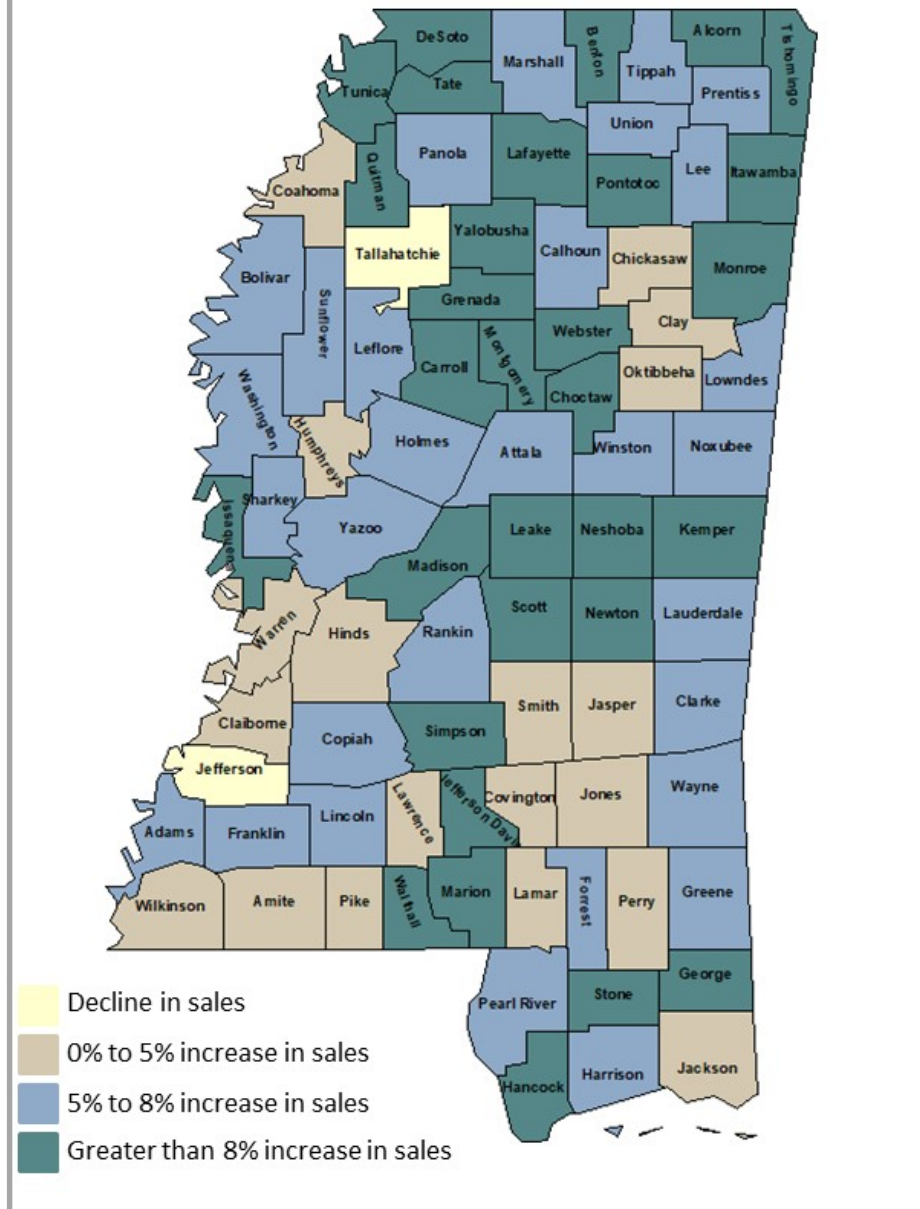 DeSoto
Marshall
Benton
Tippah
Alcorn
Tishomingo
Tunica
Tate
Prentiss
Union
Panola
Lafayette
Quitman
Coahoma
Pontotoc
Lee
Itawamba
Tallahatchie
Yalobusha
Calhoun
Chickasaw
Monroe
Bolivar
Sunflower
Grenada
Leflore
Carroll
Montgomery
Webster
Clay
Choctaw
Oktibbeha
Lowndes
Washington
Humphreys
Holmes
Attala
Winston
Noxubee
Issaquena
Sharkey
Yazoo
Madison
Leake
Neshoba
Kemper
Warren
Hinds
Rankin
Scott
Newton
Lauderdale
Claiborne
Copiah
Simpson
Smith
Jasper
Clarke
Jefferson
Lawrence
Jefferson Davis
Covington
Jones
Wayne
Adams
Franklin
Lincoln
Wilkinson
Amite
Pike
Walthall
Marion
Lamar
Forrest
Perry
Greene
Pearl River
Stone
George
Hancock
Harrison
Jackson
Decline in sales
0% to 5% increase in sales
5% to 8% increase in sales
Greater than 8% increase in sales